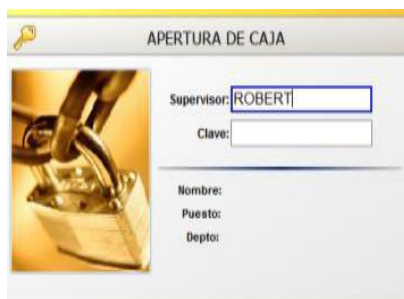 APERTURA DE CAJA
Supervisor: ROBERT
Clave:
Nombre:
Puesto:
Depto: